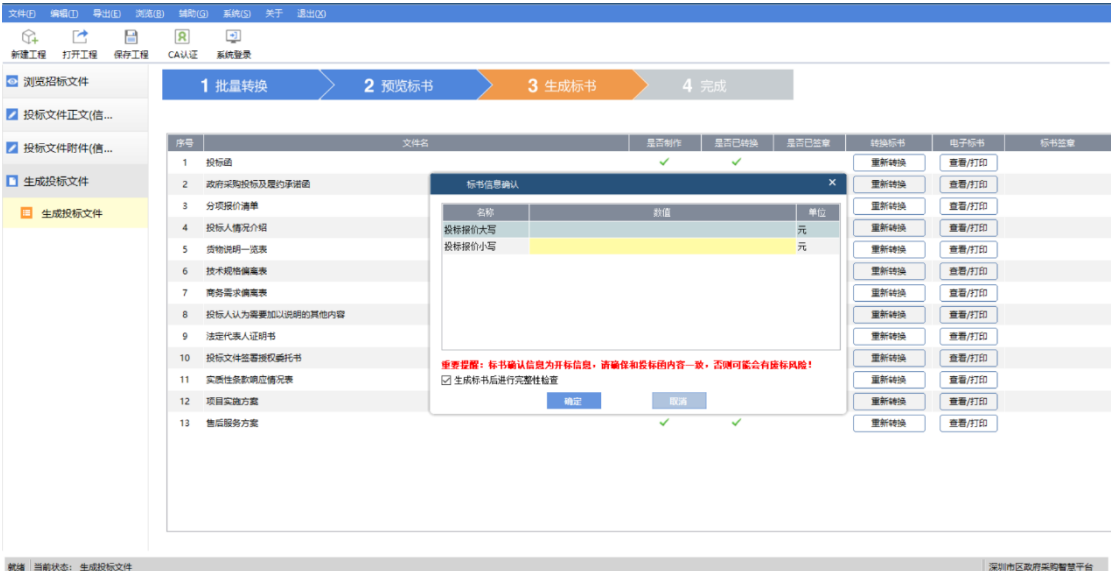 文件(F) 编辑(T) 导出(E) 浏览(B) 辅助(G) 系统(S) 关于 退出(X)
新建工程 打开工程 保存工程 CA认证 系统登录
浏览招标文件
投标文件正文(信...
投标文件附件(信...
生成投标文件
生成投标文件
1 批量转换 2 预览标书 3 生成标书 4 完成
序号 文件名 是否制作 是否已转换 是否已签章 转换标书 电子标书 标书签章
1 投标函 重新转换 查看/打印
2 政府采购投标及履约承诺函 重新转换 查看/打印
3 分项报价清单 重新转换 查看/打印
4 投标人情况介绍 重新转换 查看/打印
5 货物说明一览表 重新转换 查看/打印
6 技术规格偏离表 重新转换 查看/打印
7 商务需求偏离表 重新转换 查看/打印
8 投标人认为需要加以说明的其他内容 重新转换 查看/打印
9 法定代表人证明书 重新转换 查看/打印
10 投标文件签署授权委托书 重新转换 查看/打印
11 实质性条款响应情况表 重新转换 查看/打印
12 项目实施方案 重新转换 查看/打印
13 售后服务方案 重新转换 查看/打印
标书信息确认
名称 数值 单位
投标报价大写 元
投标报价小写 元
重要提醒：标书确认信息为开标信息，请确保和投标函内容一致，否则可能会有废标风险！
生成标书后进行完整性检查
确定 取消
就绪 当前状态： 生成投标文件 深圳市区政府采购智慧平台